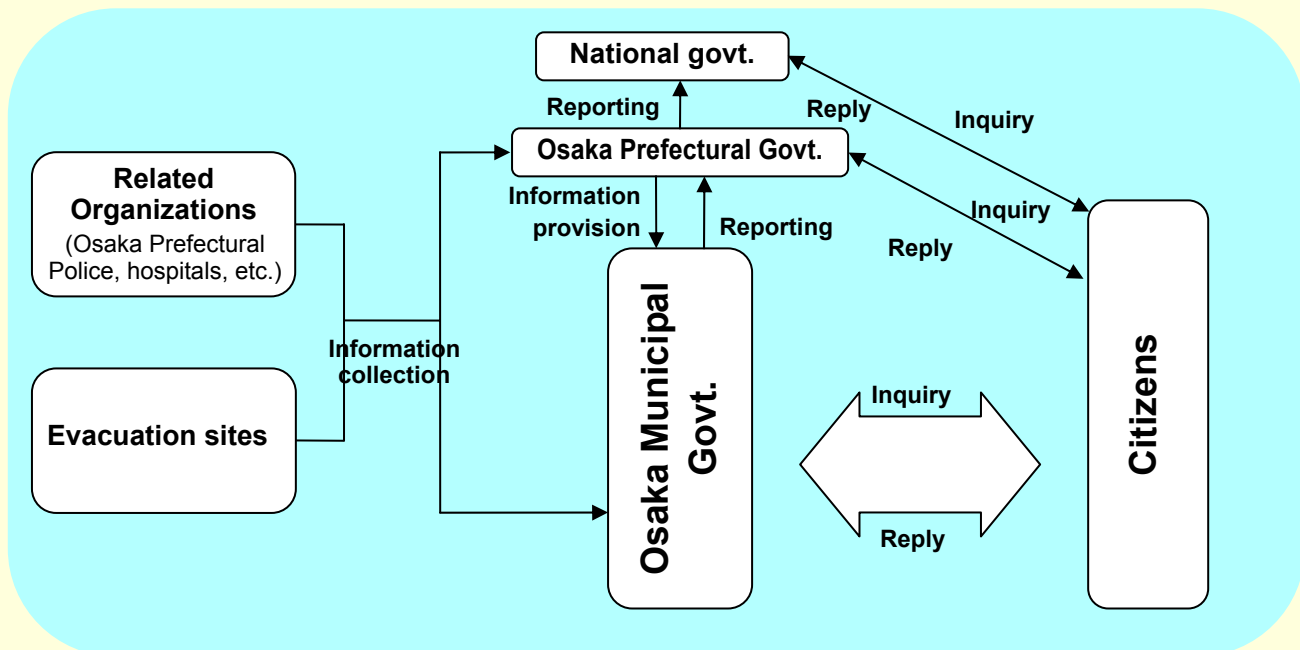 National govt.
Reporting
Reply
Inquiry
Osaka Prefectural Govt.
Related
Organizations
(Osaka Prefectural
Police, hospitals, etc.)
Information
provision
Reporting
Inquiry
Reply
Information
collection
Evacuation sites
Osaka Municipal
Govt.
Inquiry
Reply
Citizens